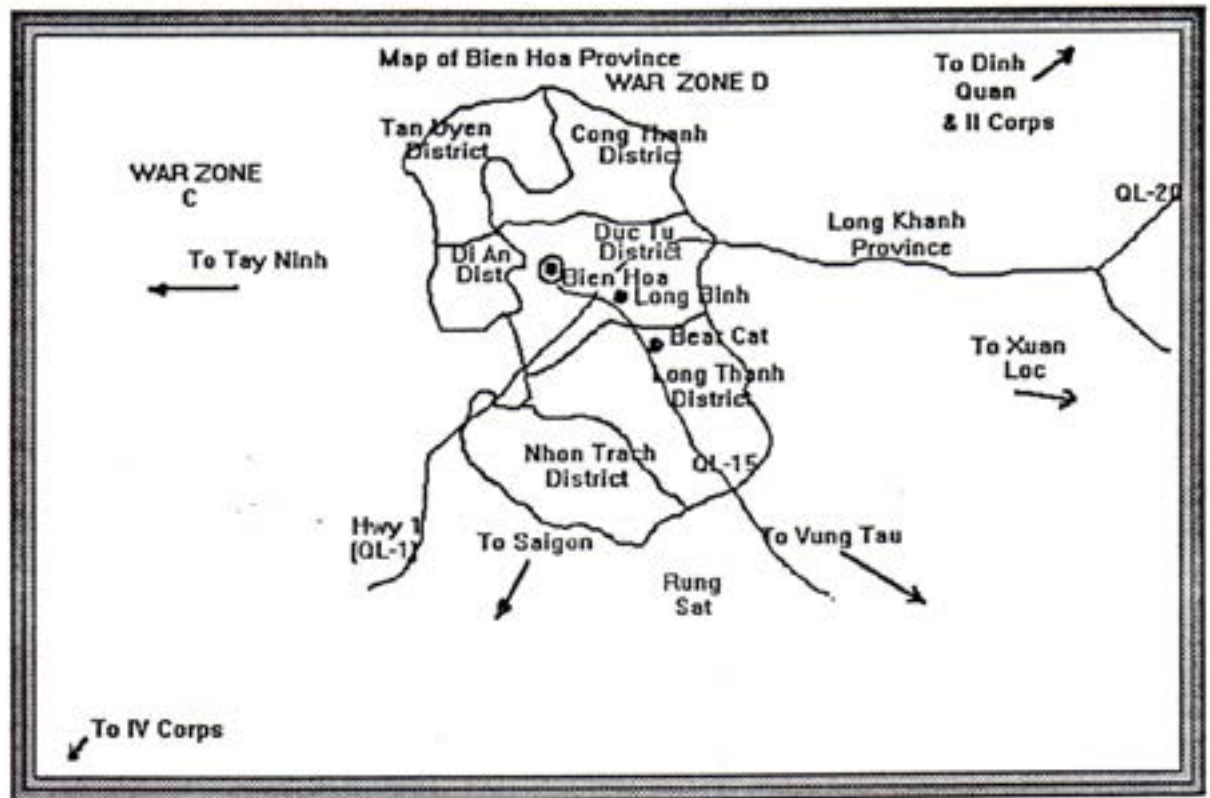 Map of Bien Hoa Province
WAR ZONE D
To Dinh
Quan
& II Corps
Tan Uyen
District
Cong Thanh
District
WAR ZONE
C
QL-20
Long Khanh
Province
Duc Tu
District
Di An
Dist
To Tay Ninh
Bien Hoa
Long Binh
Bear Cat
To Xuan
Loc
Long Thanh
District
Nhon Trach
District
QL-15
Hwy 1
[QL-1]
To Saigon
To Vung Tau
Rung
Sat
To IV Corps